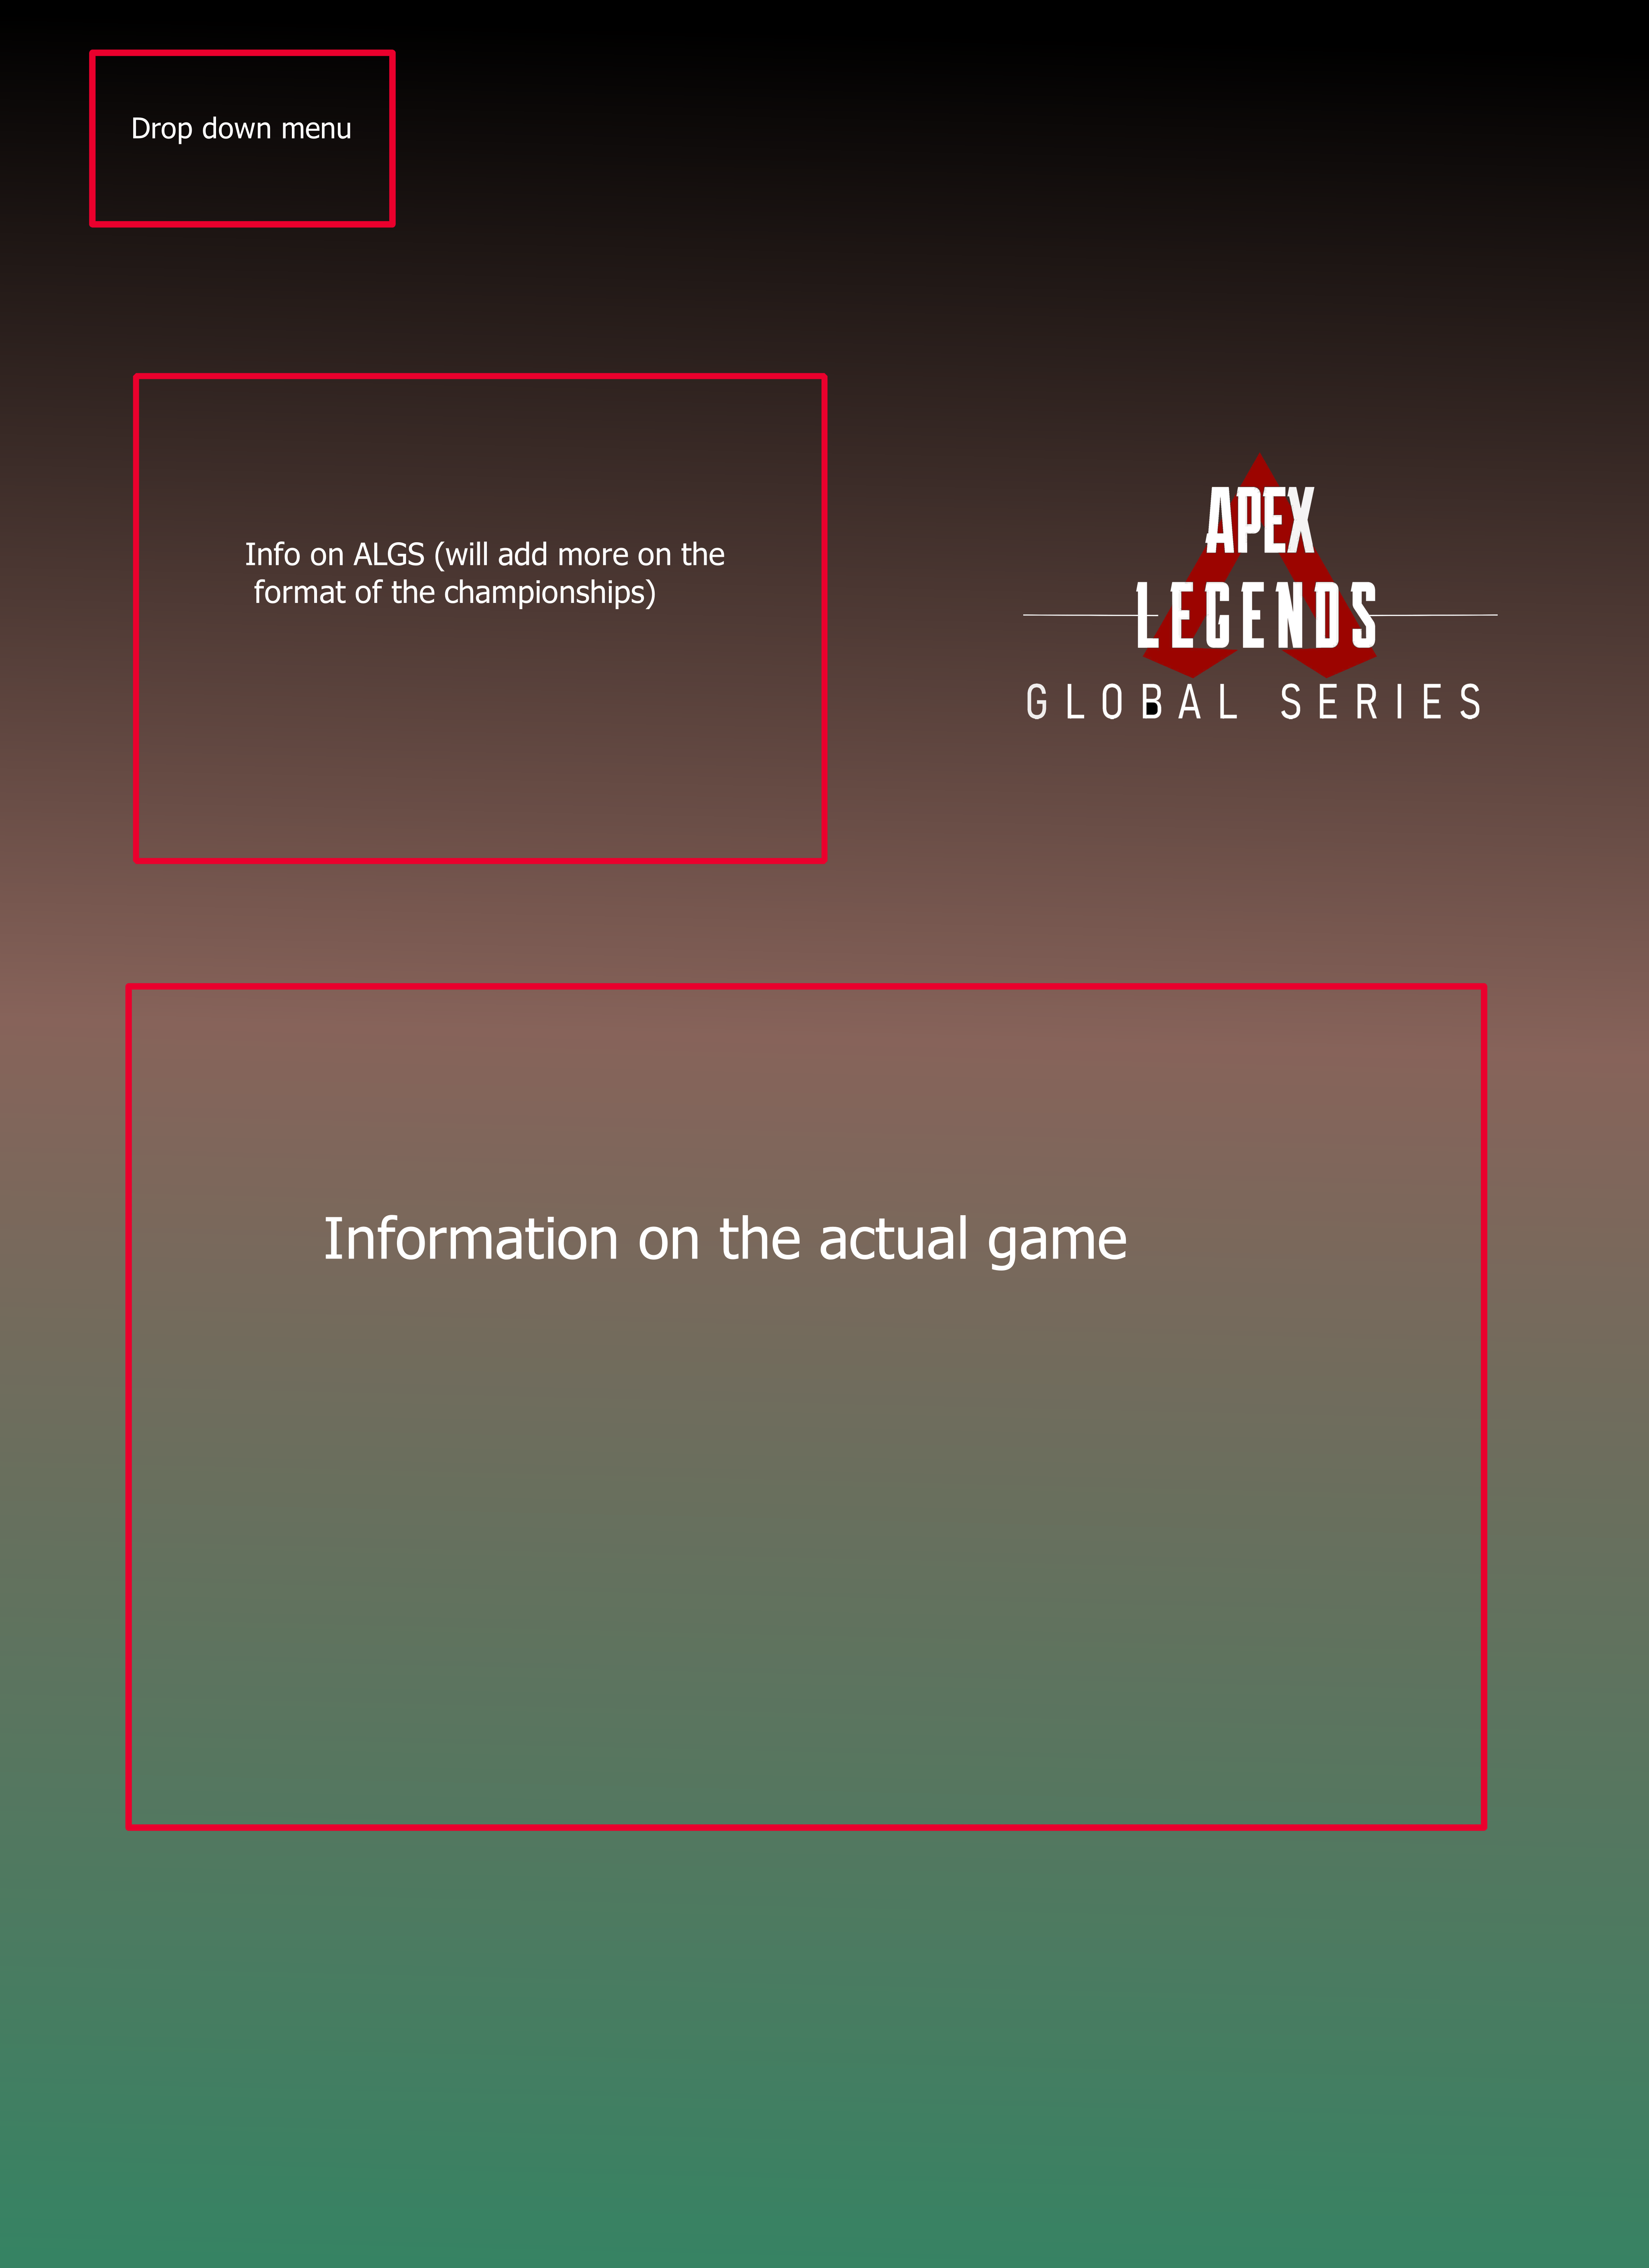 Drop down menu
Info on ALGS (will add more on the
format of the championships)
APEX
LEGENDS
GLOBAL SERIES
Information on the actual game